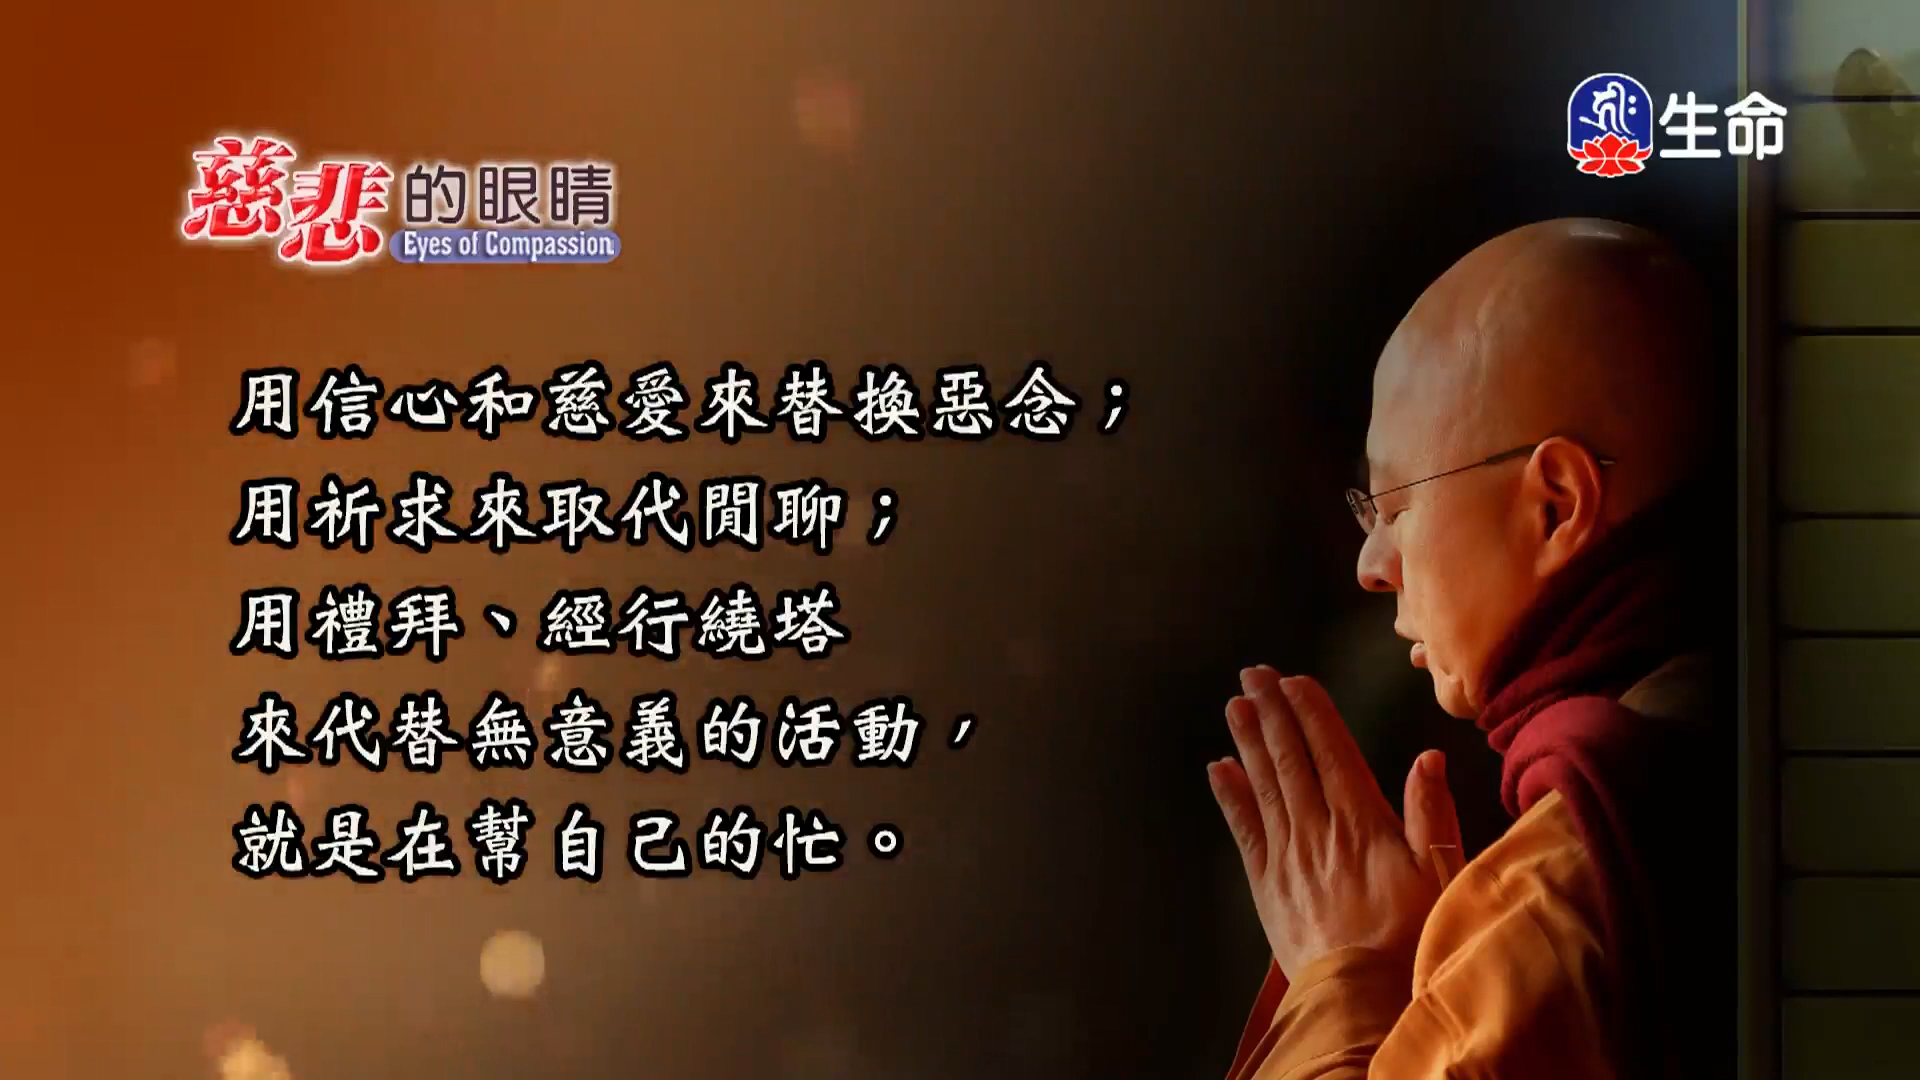 生命
慈悲的眼睛
Eyes of Compassion
用信心和慈愛來替換惡念；
用祈求來取代閒聊；
用禮拜、經行繞塔
來代替無意義的活動，
就是在幫自己的忙。